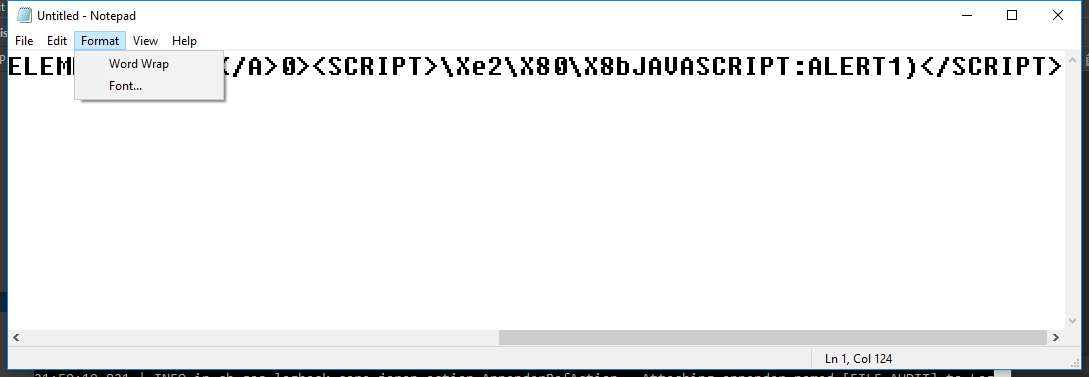 Untitled - Notepad
File Edit Format View Help
Word Wrap
Font...
(/A>0><SCRIPT>\Xe2\X80\X8bJAVASCRIPT:ALERT1)</SCRIPT>
Ln 1, Col 124